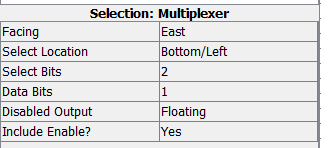 Selection: Multiplexer
Facing East
Select Location Bottom/Left
Select Bits 2
Data Bits 1
Disabled Output Floating
Include Enable? Yes